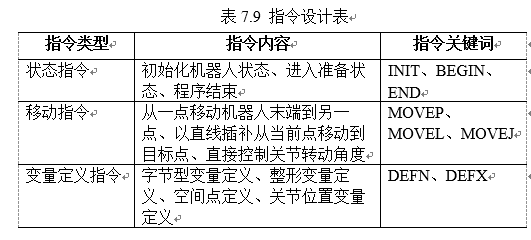 表 7.9 指令设计表
指令类型
指令内容
指令关键词
状态指令
初始化机器人状态、进入准备状
态、程序结束
INIT、BEGIN、
END
移动指令
从一点移动机器人末端到另一
点、以直线插补从当前点移动到
目标点、直接控制关节转动角度
MOVEP、
MOVEL、MOVEJ
变量定义指令
字节型变量定义、整形变量定
义、空间点定义、关节位置变量
定义
DEFN、DEFX